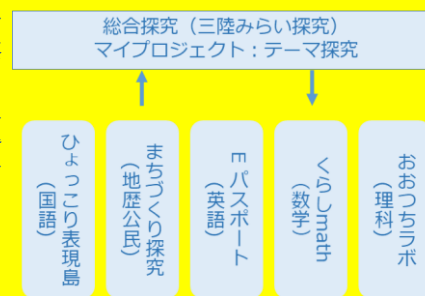 総合探究（三陸みらい探究）
マイプロジェクト：テーマ探究
ひょっこり表現島
（国語）
まちづくり探究
（地歴公民）
Eパスポート
（英語）
くらしmath
（数学）
おおつちラボ
（理科）